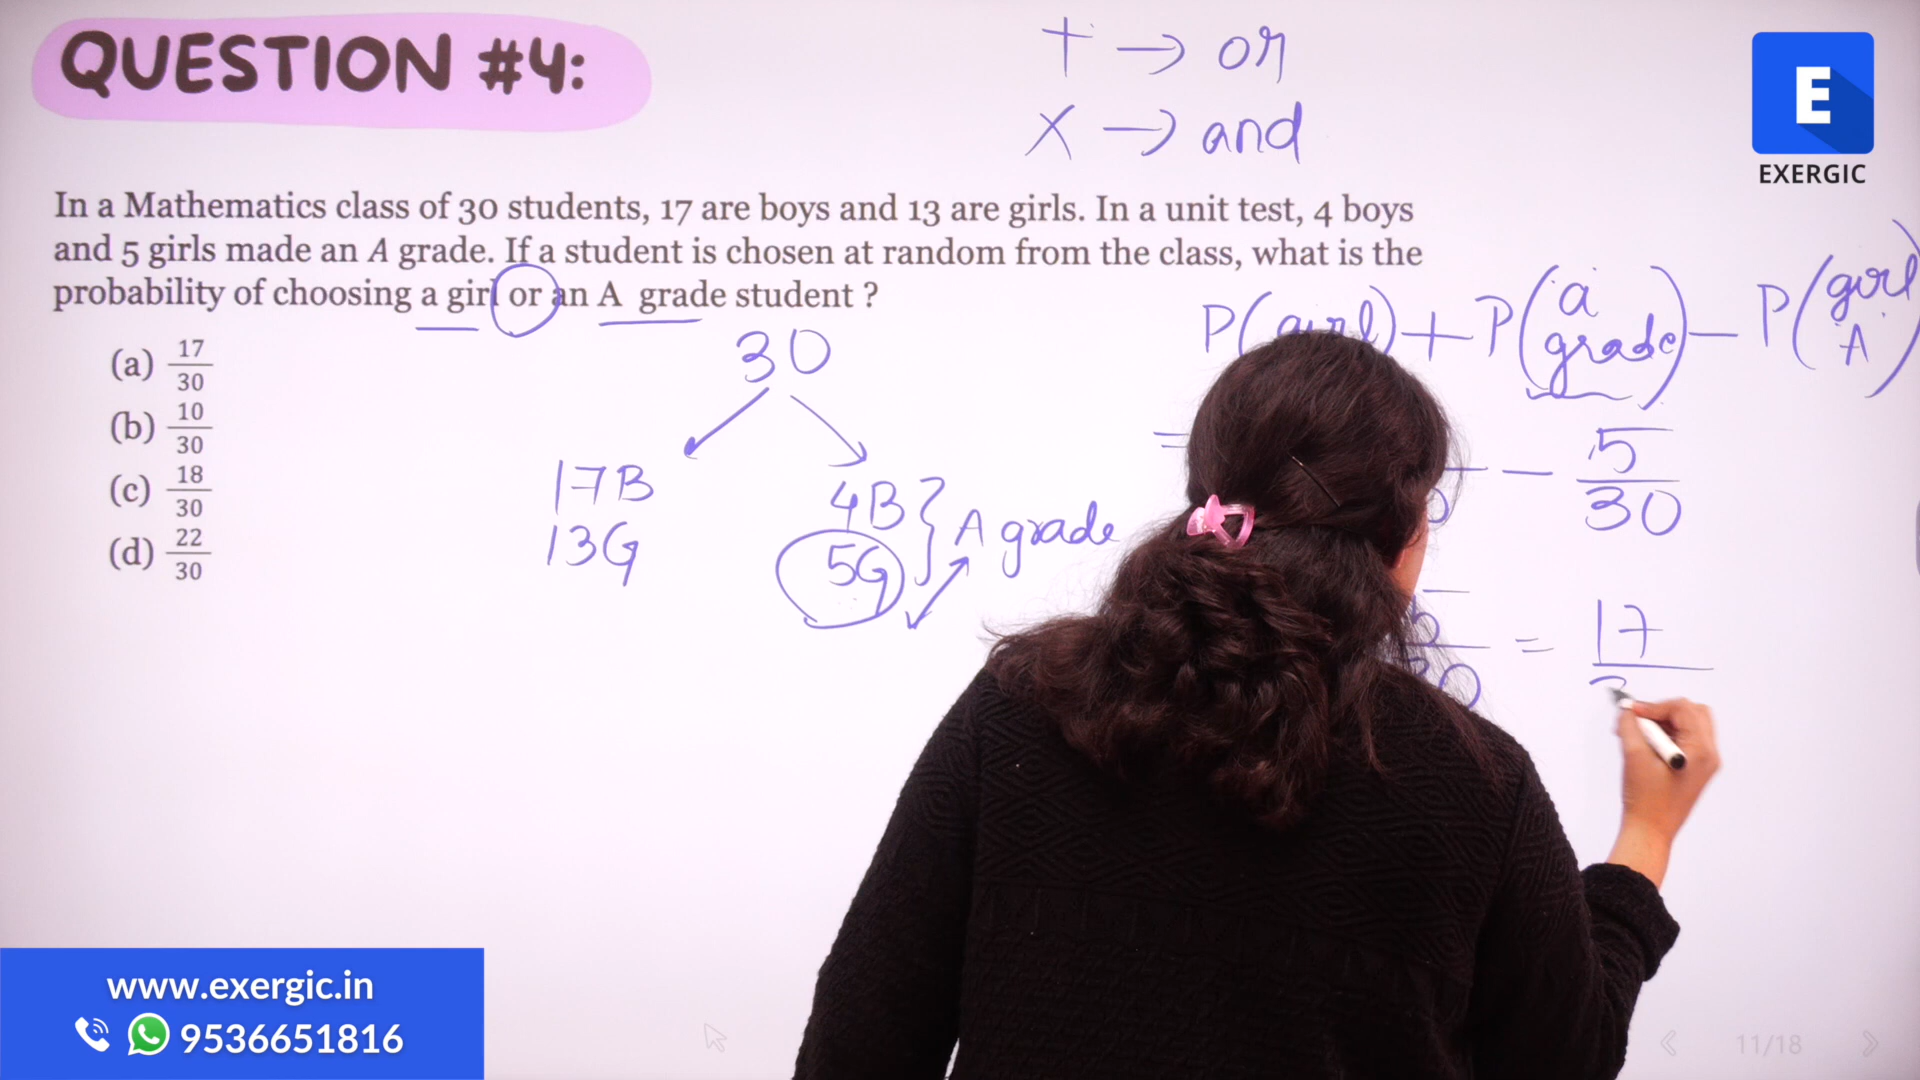 QUESTION #4:
+ → or
× → and
E
EXERGIC
In a Mathematics class of 30 students, 17 are boys and 13 are girls. In a unit test, 4 boys
and 5 girls made an A grade. If a student is chosen at random from the class, what is the
probability of choosing a girl or an A grade student ?
(a) 17/30
(b) 10/30
(c) 18/30
(d) 22/30
30
17B
13G
4B
5G
} A grade
P(girl) + P(a grade) − P(girl A)
=
− 5/30
= 17
www.exergic.in
9536651816
11/18